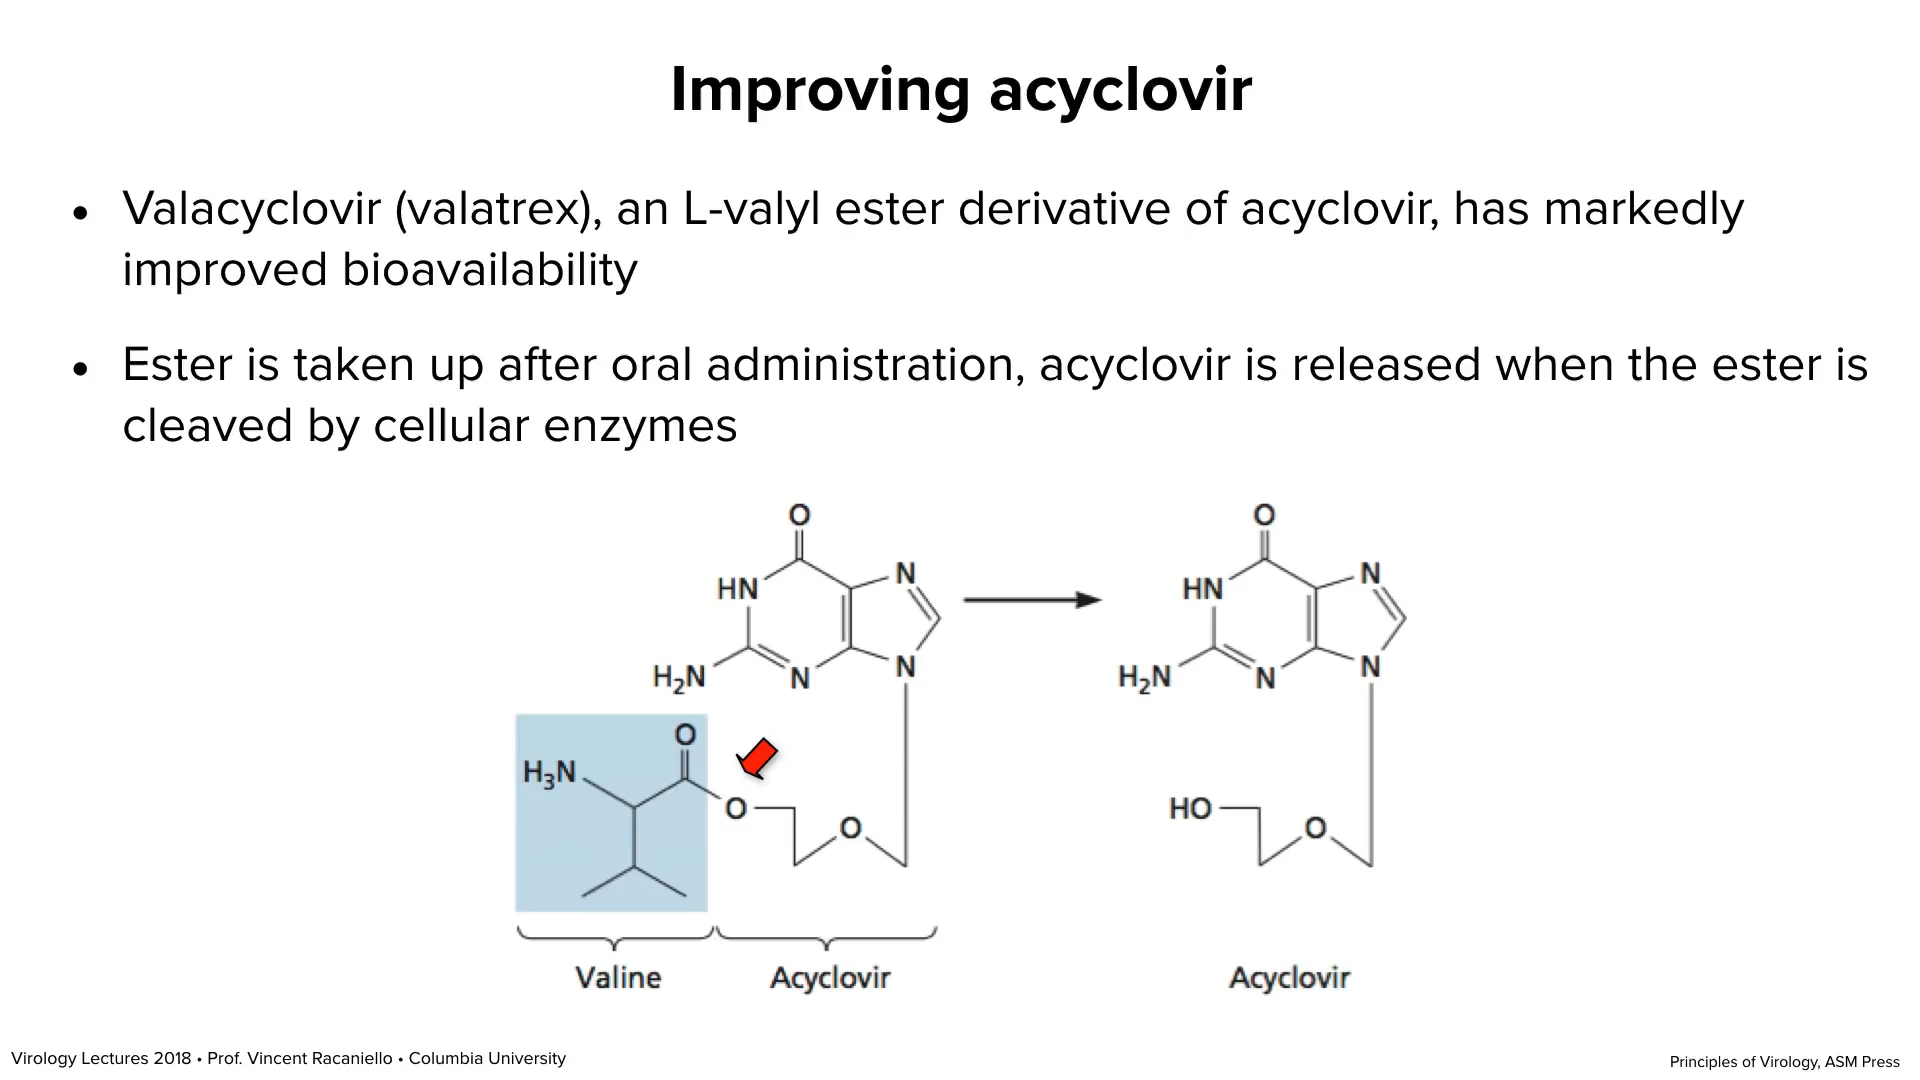 Improving acyclovir
• Valacyclovir (valatrex), an L-valyl ester derivative of acyclovir, has markedly
improved bioavailability
• Ester is taken up after oral administration, acyclovir is released when the ester is
cleaved by cellular enzymes
O
HN
N
H₂N
N
N
O
H₃N
O
O
Valine
Acyclovir
O
HN
N
H₂N
N
N
HO
O
Acyclovir
Virology Lectures 2018 • Prof. Vincent Racaniello • Columbia University
Principles of Virology, ASM Press